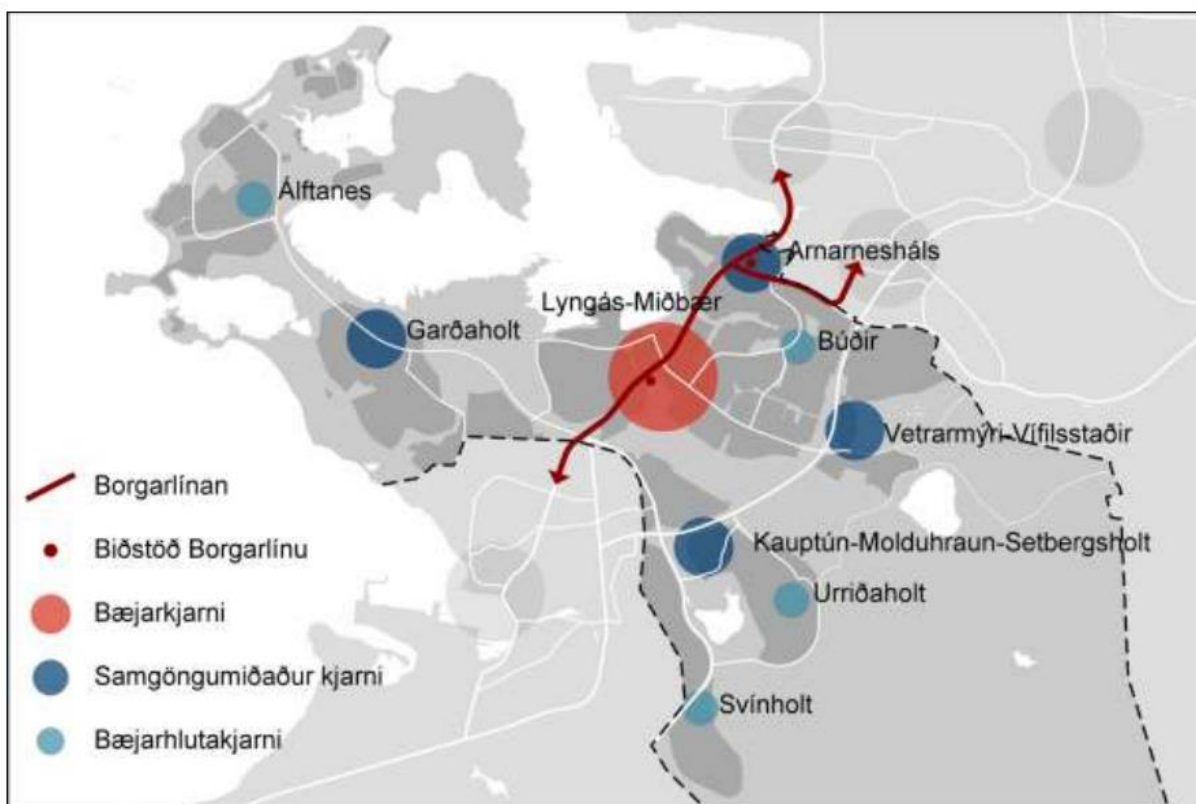 Álftanes
Arnarnesháls
Lyngás-Miðbær
Garðaholt
Búðir
Vetrarmýri-Vífilsstaðir
Kauptún-Molduhraun-Setbergsholt
Urriðaholt
Svínholt
Borgarlínan
Biðstöð Borgarlínu
Bæjarkjarni
Samgöngumiðaður kjarni
Bæjarhlutakjarni